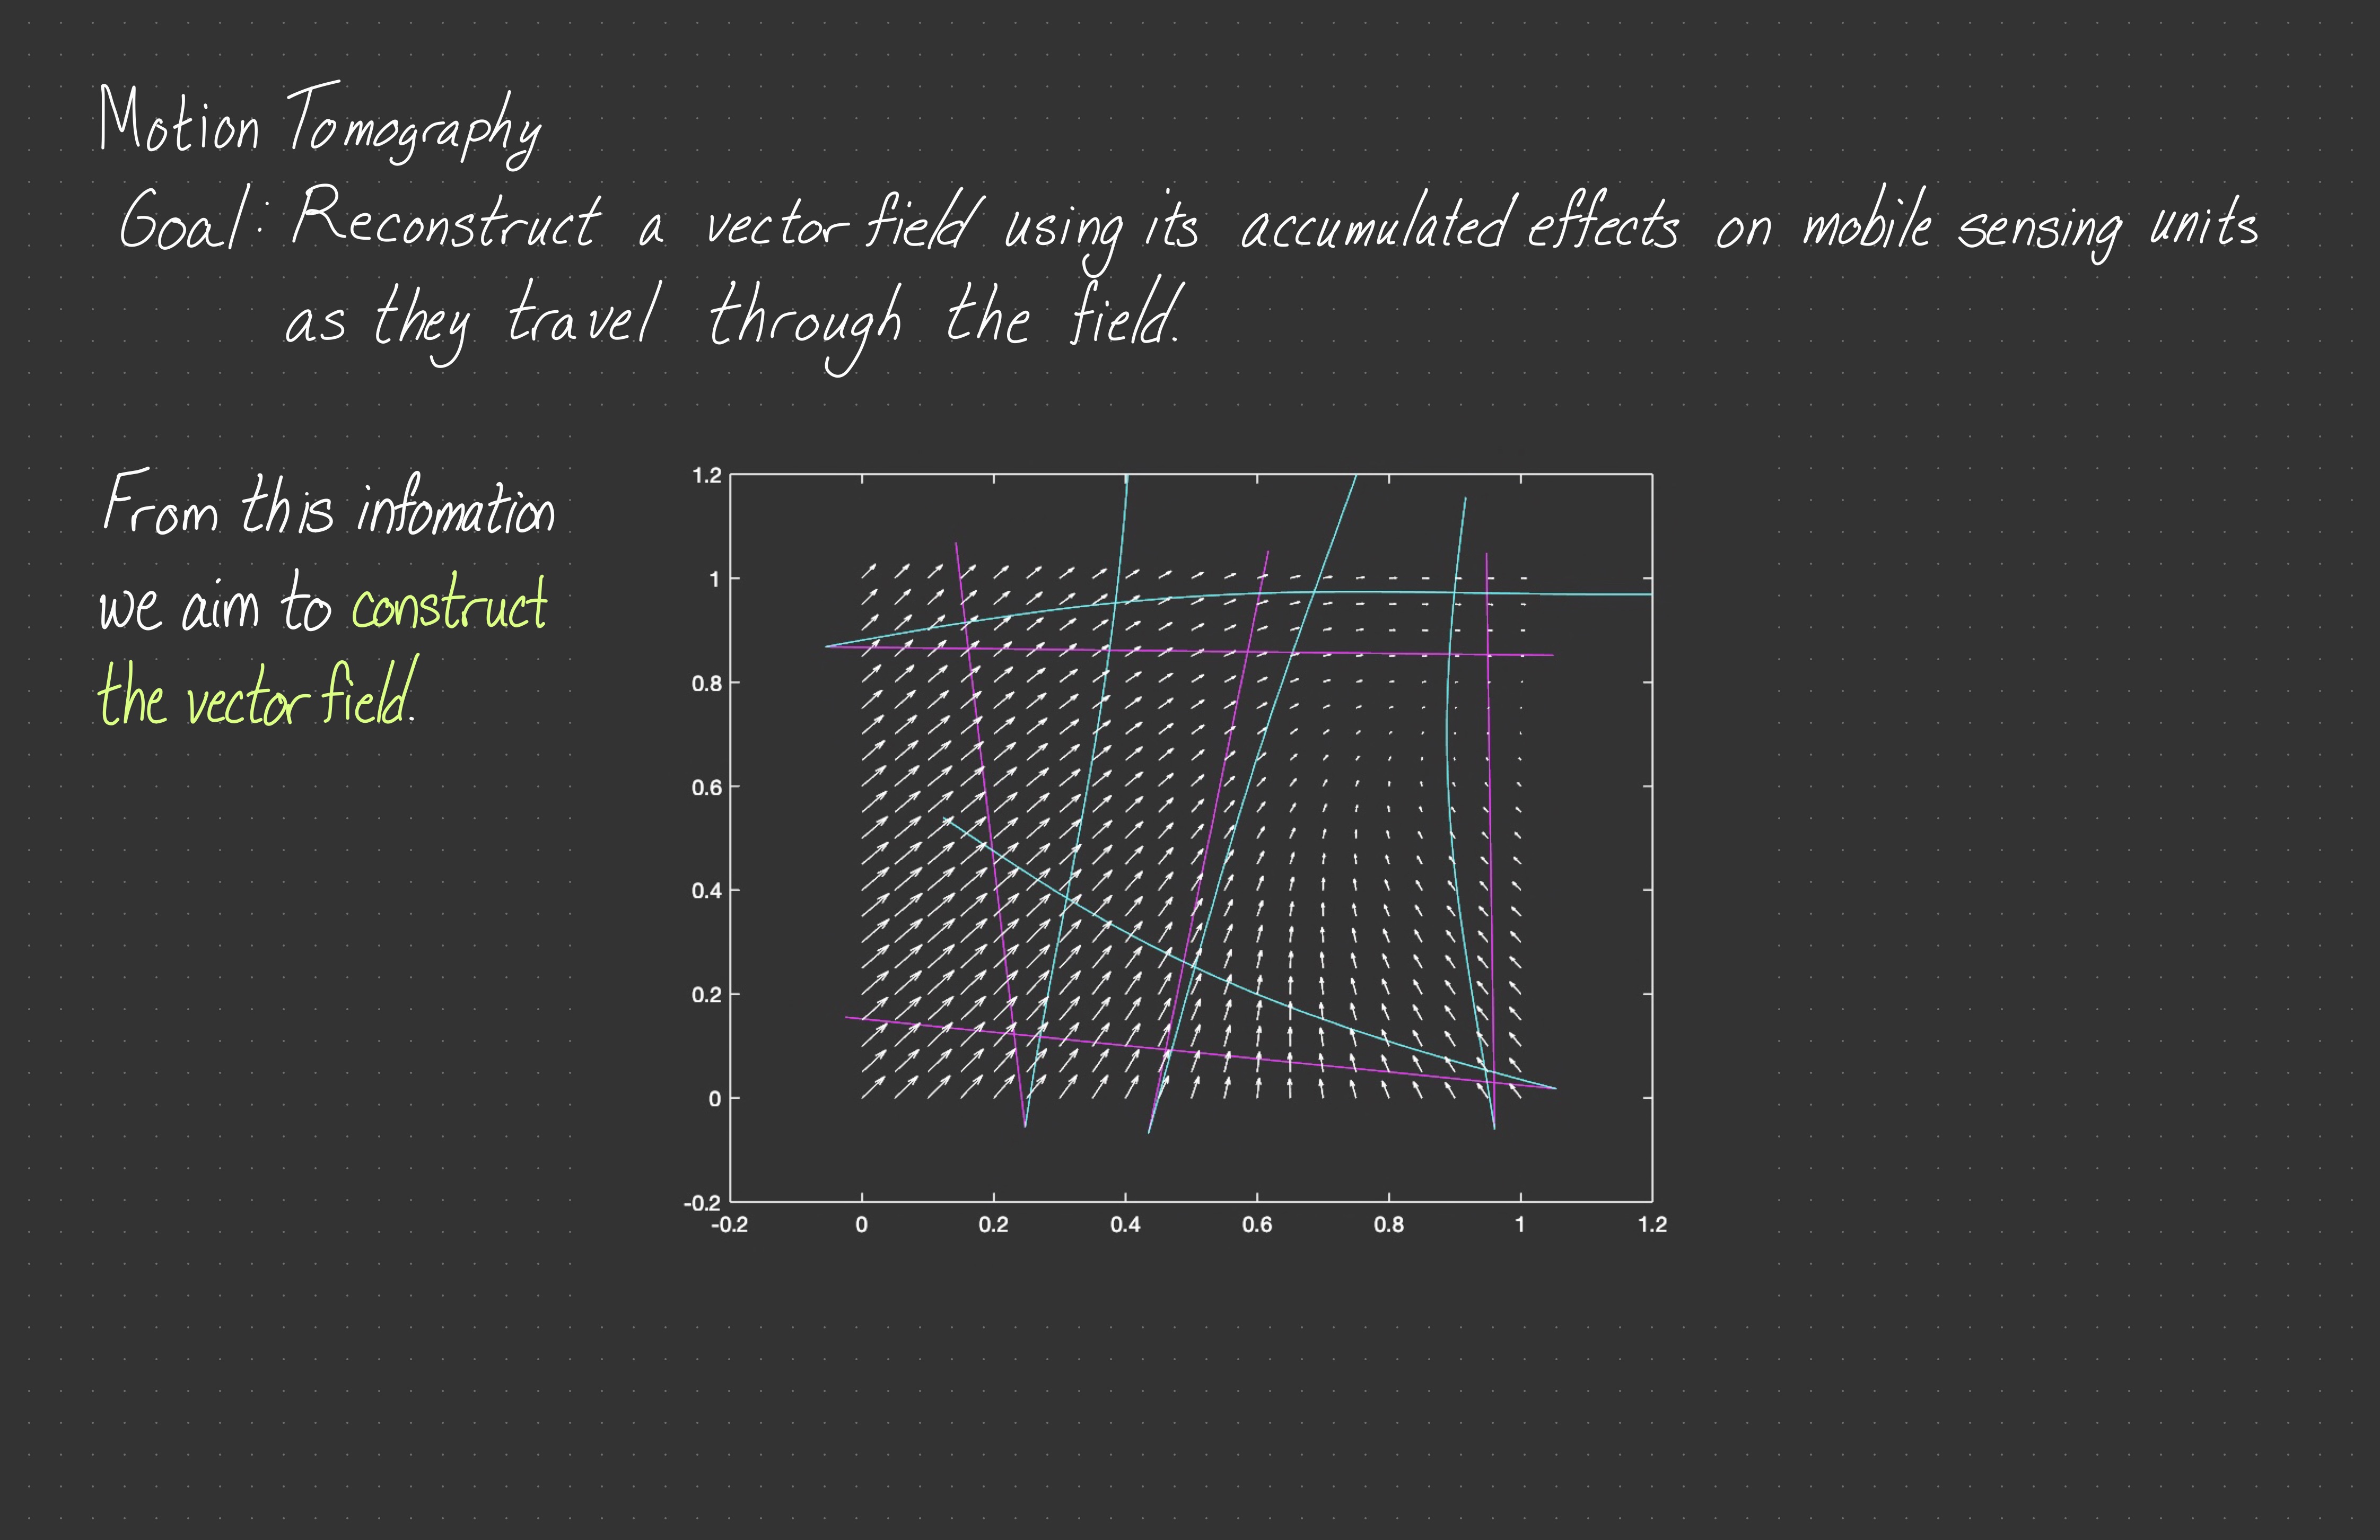 Motion Tomography
Goal: Reconstruct a vector field using its accumulated effects on mobile sensing units
as they travel through the field.
From this infomation
we aim to construct
the vector field.
1.2
1
0.8
0.6
0.4
0.2
0
-0.2
-0.2 0 0.2 0.4 0.6 0.8 1 1.2